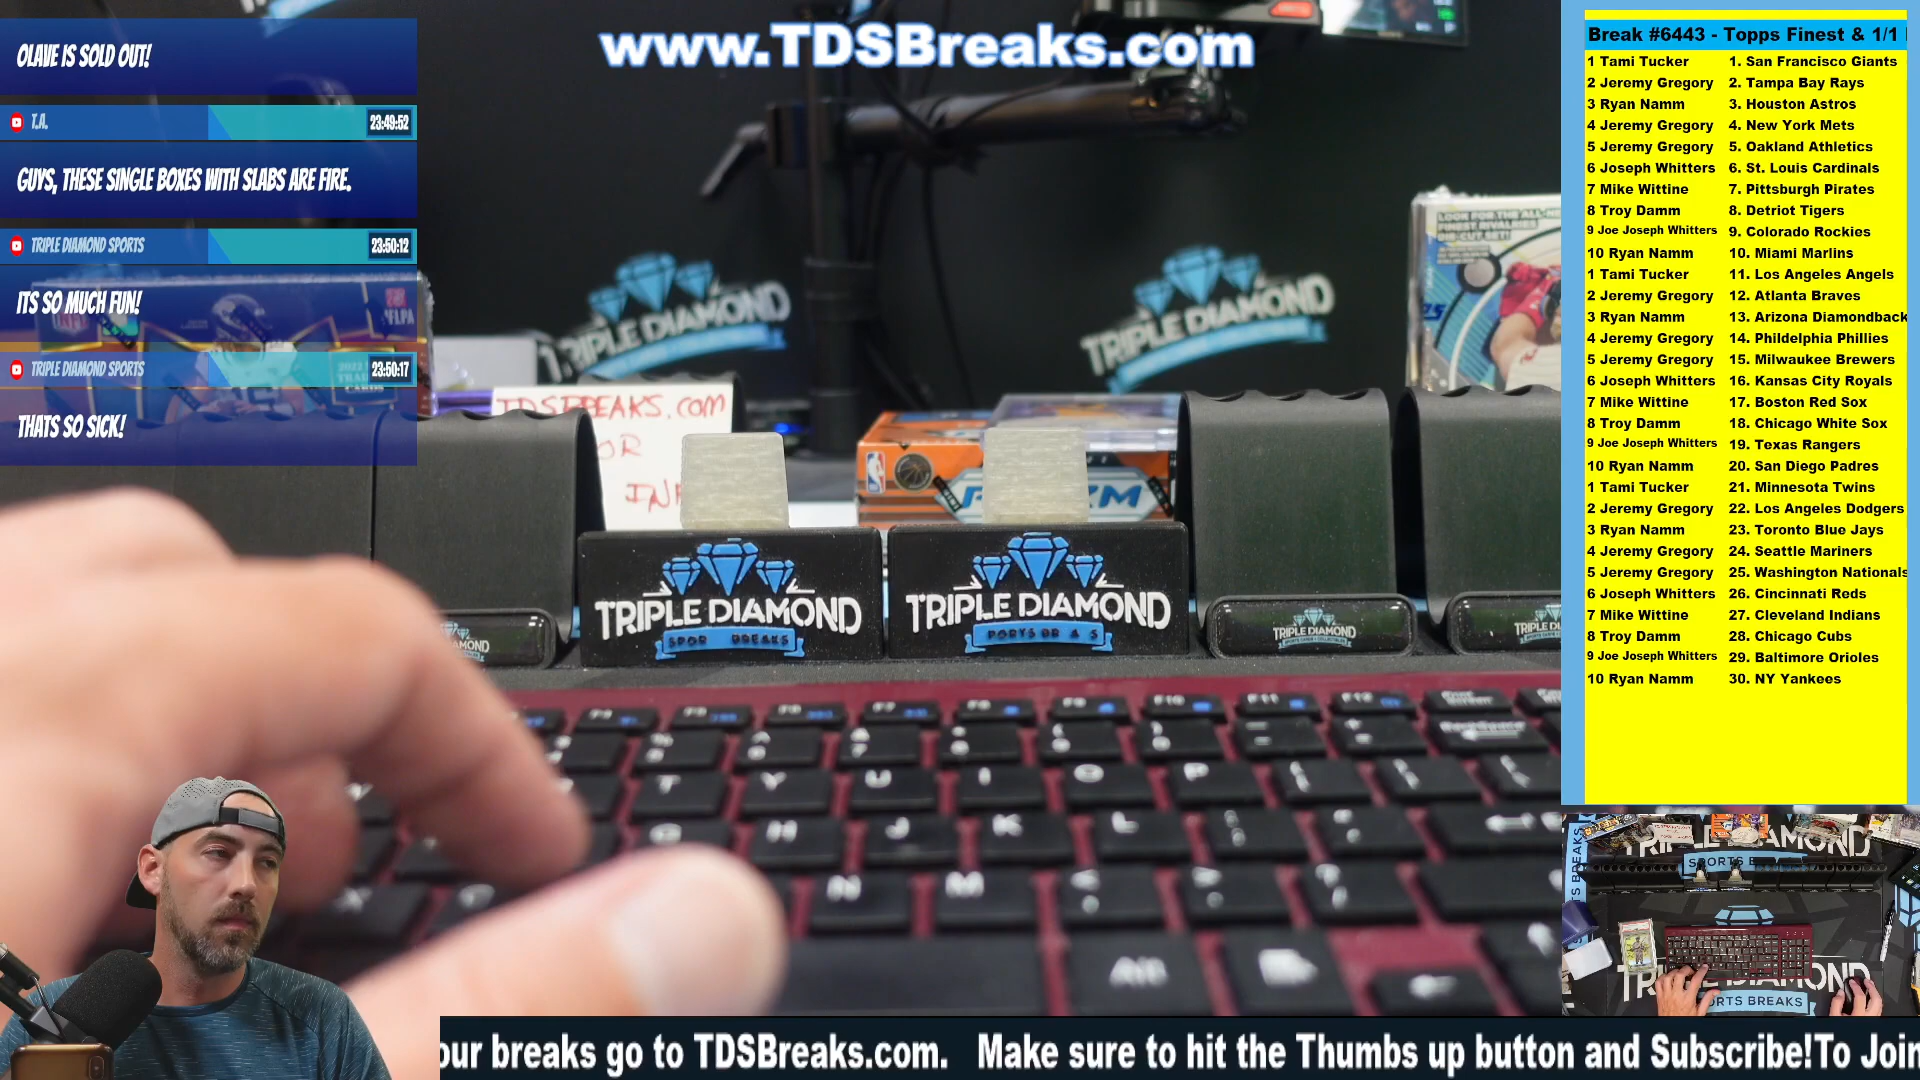 www.TDSBreaks.com
OLAVE IS SOLD OUT!
T.A. 23:49:52
GUYS, THESE SINGLE BOXES WITH SLABS ARE FIRE.
TRIPLE DIAMOND SPORTS 23:50:12
ITS SO MUCH FUN!
TRIPLE DIAMOND SPORTS 23:50:17
THATS SO SICK!
TRIPLE DIAMOND
TRIPLE DIAMOND
TDSBREAKS.COM
TRIPLE DIAMOND
TRIPLE DIAMOND
TRIPLE DIAMOND
Break #6443 - Topps Finest & 1/1
1 Tami Tucker 1. San Francisco Giants
2 Jeremy Gregory 2. Tampa Bay Rays
3 Ryan Namm 3. Houston Astros
4 Jeremy Gregory 4. New York Mets
5 Jeremy Gregory 5. Oakland Athletics
6 Joseph Whitters 6. St. Louis Cardinals
7 Mike Wittine 7. Pittsburgh Pirates
8 Troy Damm 8. Detriot Tigers
9 Joe Joseph Whitters 9. Colorado Rockies
10 Ryan Namm 10. Miami Marlins
1 Tami Tucker 11. Los Angeles Angels
2 Jeremy Gregory 12. Atlanta Braves
3 Ryan Namm 13. Arizona Diamondback
4 Jeremy Gregory 14. Phildelphia Phillies
5 Jeremy Gregory 15. Milwaukee Brewers
6 Joseph Whitters 16. Kansas City Royals
7 Mike Wittine 17. Boston Red Sox
8 Troy Damm 18. Chicago White Sox
9 Joe Joseph Whitters 19. Texas Rangers
10 Ryan Namm 20. San Diego Padres
1 Tami Tucker 21. Minnesota Twins
2 Jeremy Gregory 22. Los Angeles Dodgers
3 Ryan Namm 23. Toronto Blue Jays
4 Jeremy Gregory 24. Seattle Mariners
5 Jeremy Gregory 25. Washington Nationals
6 Joseph Whitters 26. Cincinnati Reds
7 Mike Wittine 27. Cleveland Indians
8 Troy Damm 28. Chicago Cubs
9 Joe Joseph Whitters 29. Baltimore Orioles
10 Ryan Namm 30. NY Yankees
our breaks go to TDSBreaks.com. Make sure to hit the Thumbs up button and Subscribe!To Join